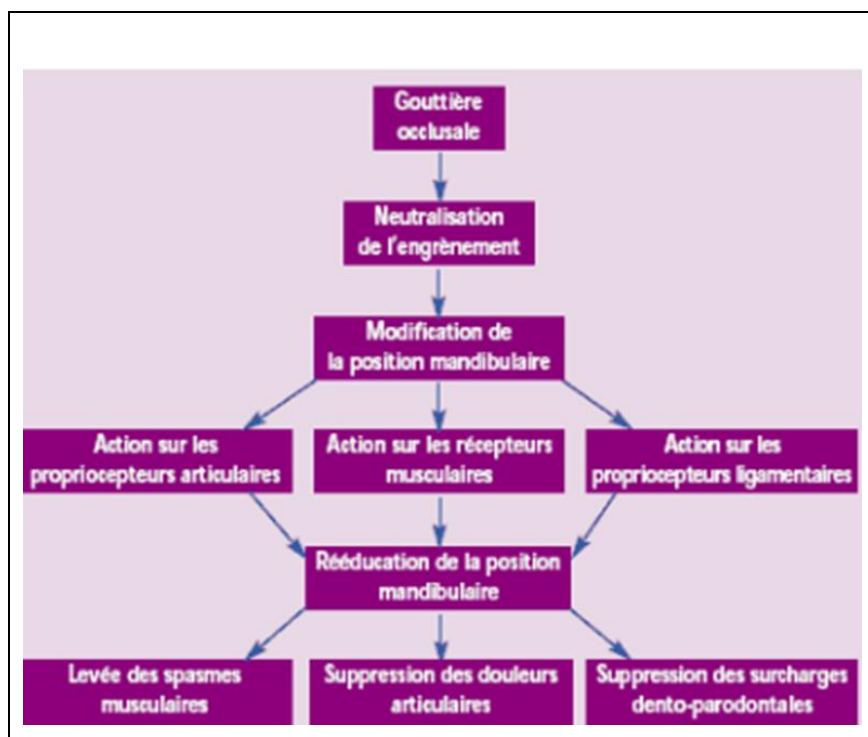 Gouttière
occlusale
Neutralisation
de l'engrènement
Modification de
la position mandibulaire
Action sur les
propriocepteurs articulaires
Action sur les récepteurs
musculaires
Action sur les
propriocepteurs ligamentaires
Rééducation de la position
mandibulaire
Levée des spasmes
musculaires
Suppression des douleurs
articulaires
Suppression des surcharges
dento-parodontales